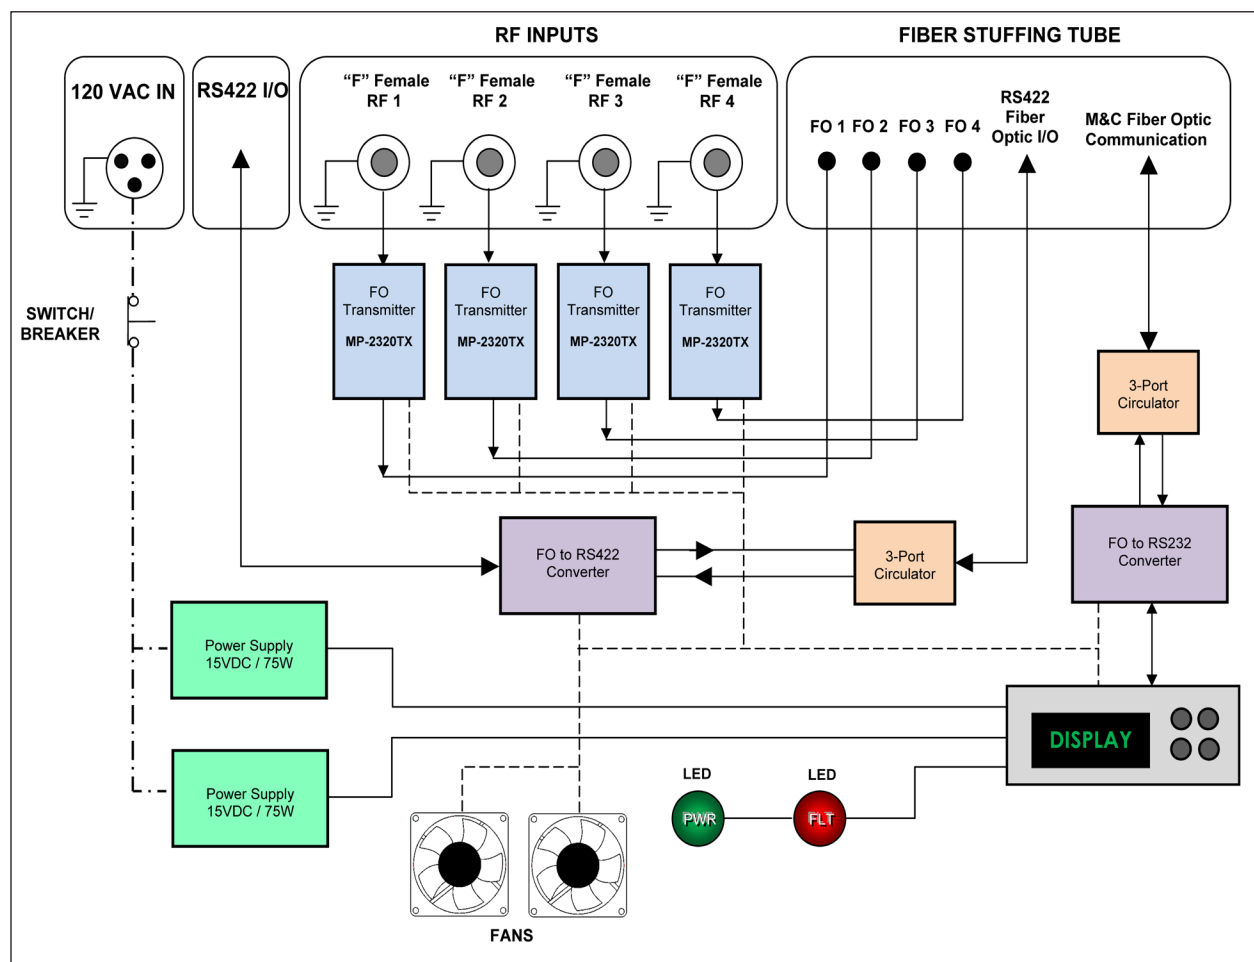 RF INPUTS
FIBER STUFFING TUBE
120 VAC IN
RS422 I/O
“F” Female
RF 1
“F” Female
RF 2
“F” Female
RF 3
“F” Female
RF 4
FO 1
FO 2
FO 3
FO 4
RS422
Fiber
Optic I/O
M&C Fiber Optic
Communication
SWITCH/
BREAKER
FO
Transmitter
MP-2320TX
FO
Transmitter
MP-2320TX
FO
Transmitter
MP-2320TX
FO
Transmitter
MP-2320TX
3-Port
Circulator
FO to RS422
Converter
3-Port
Circulator
FO to RS232
Converter
Power Supply
15VDC / 75W
DISPLAY
Power Supply
15VDC / 75W
LED
PWR
LED
FLT
FANS